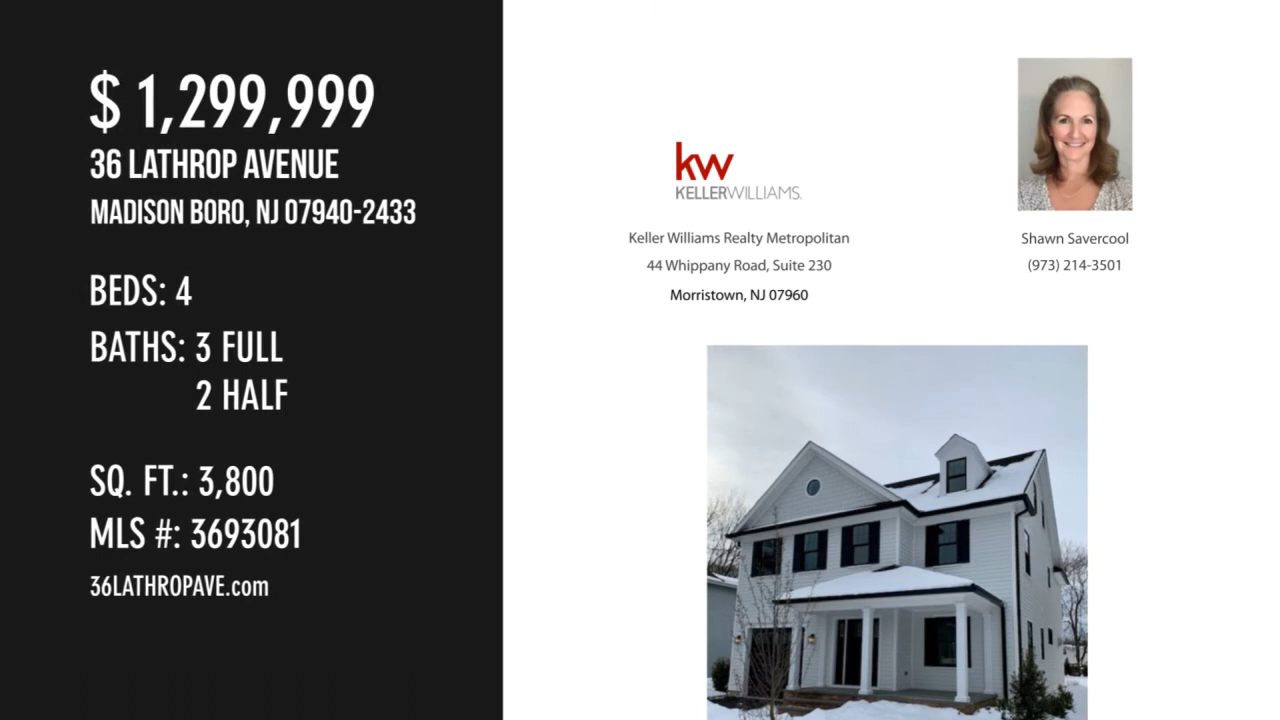 $ 1,299,999
36 LATHROP AVENUE
MADISON BORO, NJ 07940-2433
BEDS: 4
BATHS: 3 FULL
2 HALF
SQ. FT.: 3,800
MLS #: 3693081
36LATHROPAVE.com
kw
KELLERWILLIAMS.
Keller Williams Realty Metropolitan
44 Whippany Road, Suite 230
Morristown, NJ 07960
Shawn Savercool
(973) 214-3501